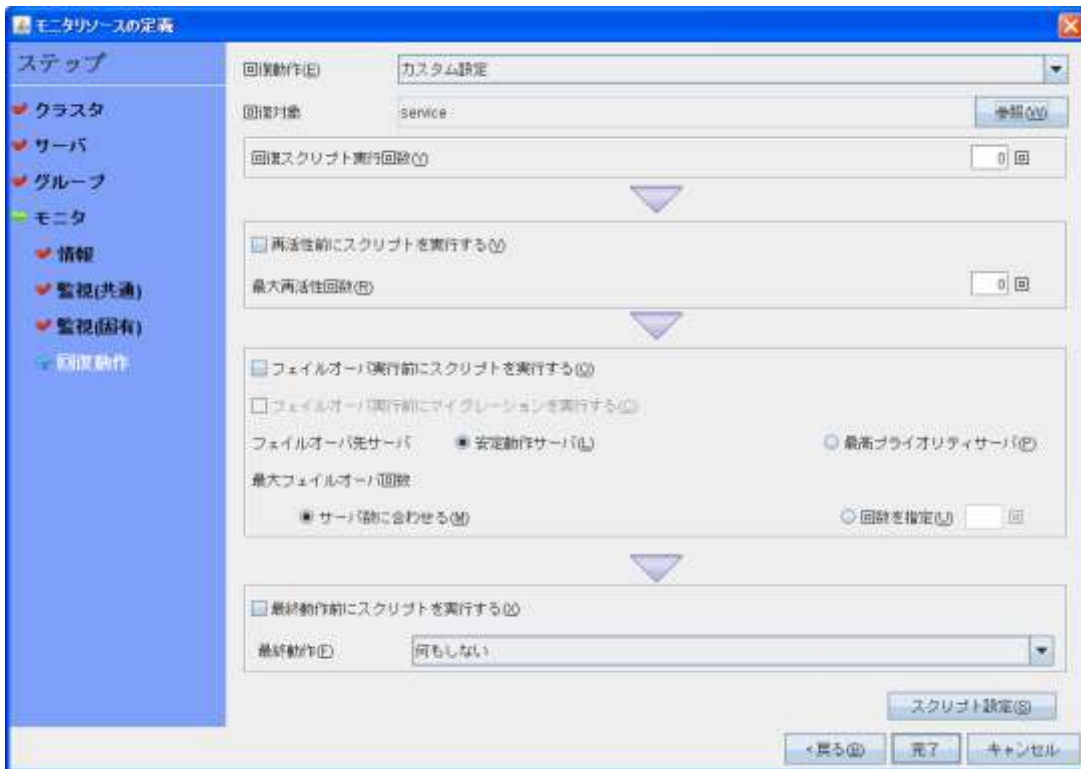 モニタリソースの定義
ステップ
クラスタ
サーバ
グループ
モニタ
情報
監視(共通)
監視(固有)
回復動作
回復動作(E) カスタム設定
回復対象 service 参照(W)
回復スクリプト実行回数(Y) 0 回
再活性前にスクリプトを実行する(V)
最大再活性回数(R) 0 回
フェイルオーバ実行前にスクリプトを実行する(Q)
フェイルオーバ実行前にマイグレーションを実行する(C)
フェイルオーバ先サーバ 安定動作サーバ(L) 最高プライオリティサーバ(P)
最大フェイルオーバ回数
サーバ数に合わせる(M) 回数を指定(U) 回
最終動作前にスクリプトを実行する(X)
最終動作(F) 何もしない
スクリプト設定(S)
<戻る(B) 完了 キャンセル